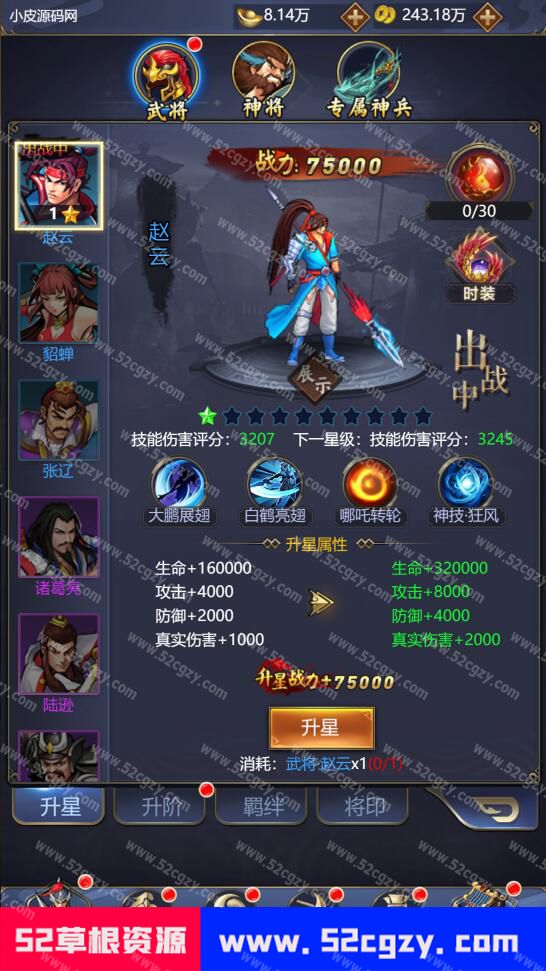 小皮源码网
8.14万
243.18万
武将
神将
专属神兵
出战中
战力: 75000
1
赵云
赵云
0/30
时装
貂蝉
出战中
展示
张辽
技能伤害评分: 3207 下一星级: 技能伤害评分: 3245
大鹏展翅
白鹤亮翅
哪吒转轮
神技·狂风
升星属性
诸葛亮
生命+160000
生命+320000
攻击+4000
攻击+8000
防御+2000
防御+4000
真实伤害+1000
真实伤害+2000
陆逊
升星战力+75000
升星
消耗: 武将·赵云x1(0/1)
升星
升阶
羁绊
将印
www.52cgzy.com
52草根资源
www.52cgzy.com